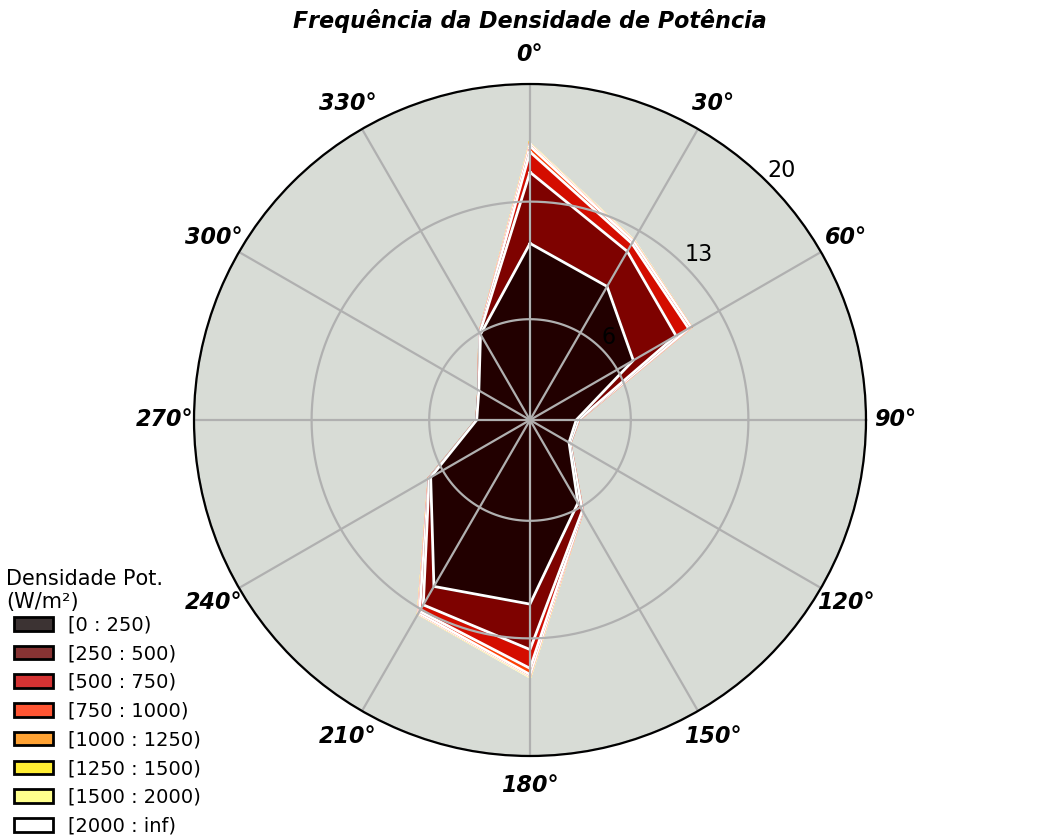 Frequência da Densidade de Potência
0°
330°
30°
20
300°
60°
13
6
270°
90°
Densidade Pot.
(W/m²)
240°
120°
[0 : 250)
[250 : 500)
[500 : 750)
[750 : 1000)
210°
150°
[1000 : 1250)
[1250 : 1500)
180°
[1500 : 2000)
[2000 : inf)